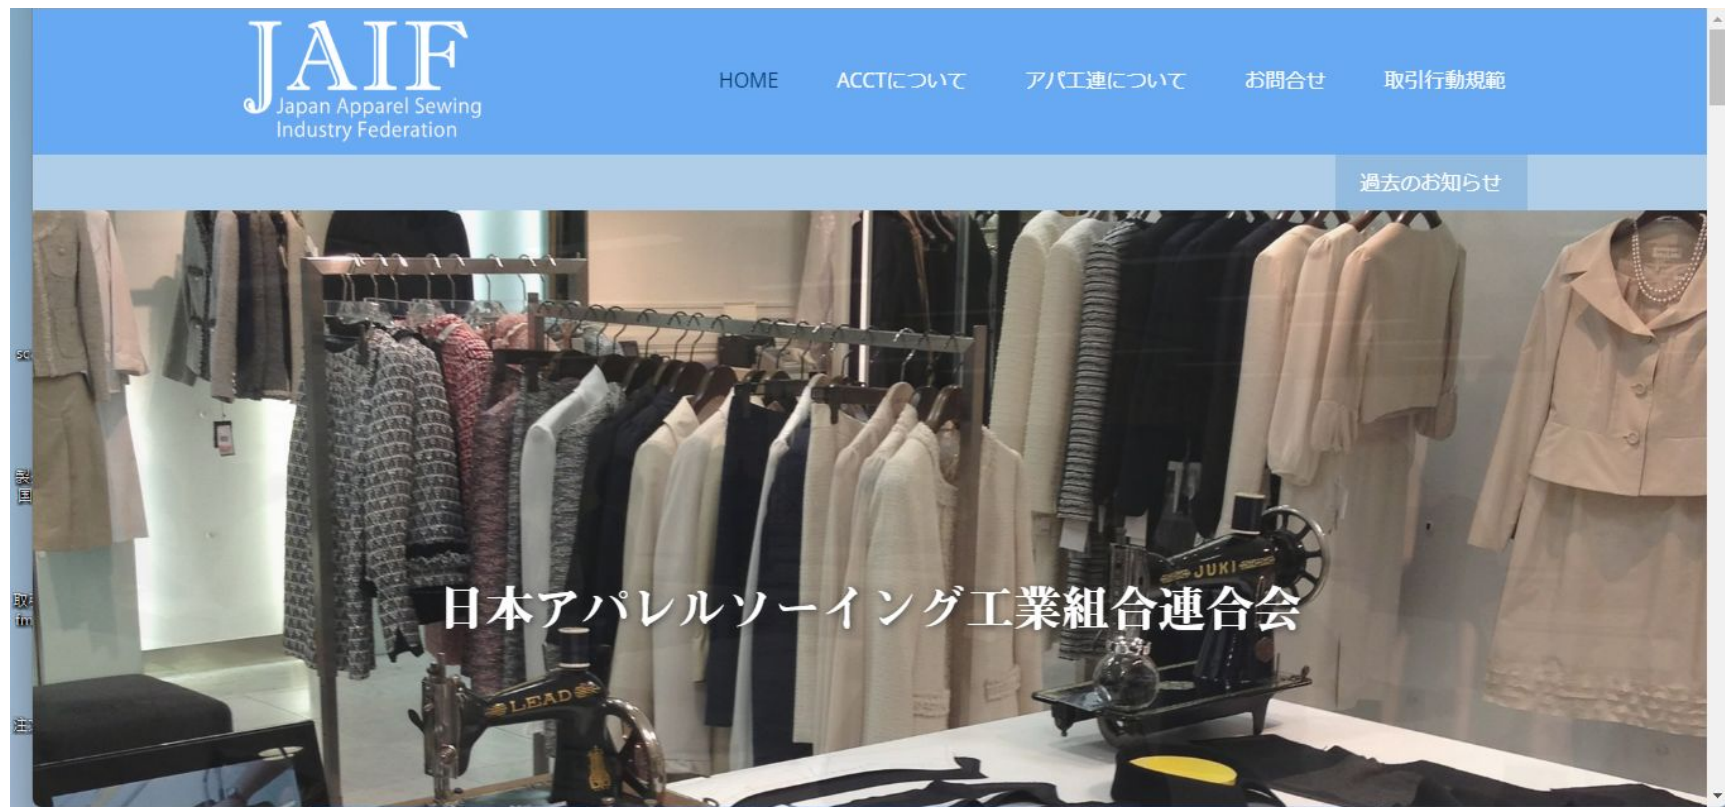 JAIF
Japan Apparel Sewing
Industry Federation
HOME ACCTについて アパ工連について お問合せ 取引行動規範
過去のお知らせ
日本アパレルソーイング工業組合連合会
JUKI
LEAD